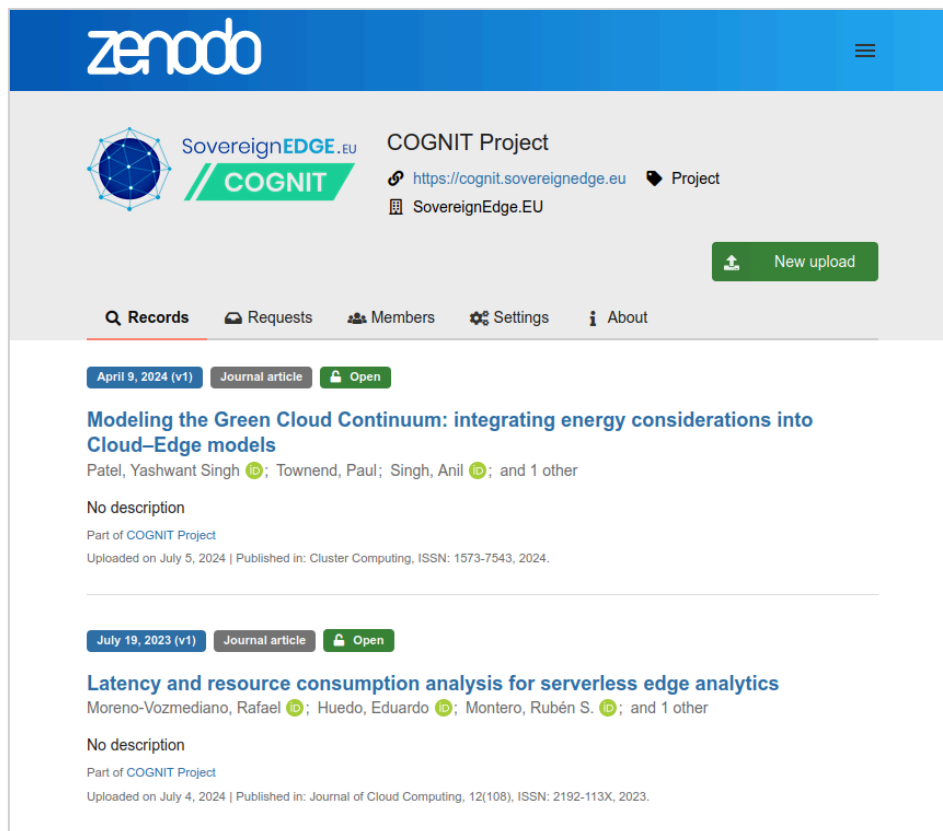 zenodo
SovereignEDGE.EU
COGNIT
COGNIT Project
https://cognit.sovereignedge.eu Project
SovereignEdge.EU
New upload
Records Requests Members Settings About
April 9, 2024 (v1) Journal article Open
Modeling the Green Cloud Continuum: integrating energy considerations into
Cloud–Edge models
Patel, Yashwant Singh iD; Townend, Paul; Singh, Anil iD; and 1 other
No description
Part of COGNIT Project
Uploaded on July 5, 2024 | Published in: Cluster Computing, ISSN: 1573-7543, 2024.
July 19, 2023 (v1) Journal article Open
Latency and resource consumption analysis for serverless edge analytics
Moreno-Vozmediano, Rafael iD; Huedo, Eduardo iD; Montero, Rubén S. iD; and 1 other
No description
Part of COGNIT Project
Uploaded on July 4, 2024 | Published in: Journal of Cloud Computing, 12(108), ISSN: 2192-113X, 2023.